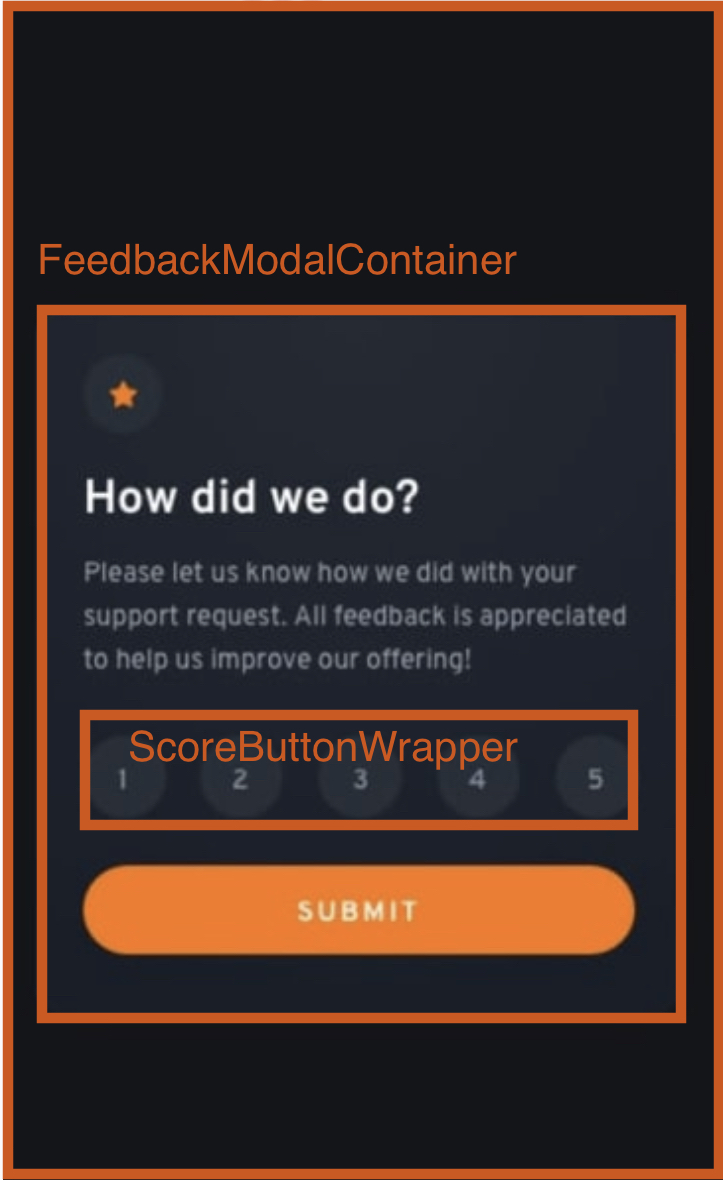 FeedbackModalContainer
How did we do?
Please let us know how we did with your
support request. All feedback is appreciated
to help us improve our offering!
ScoreButtonWrapper
1 2 3 4 5
SUBMIT